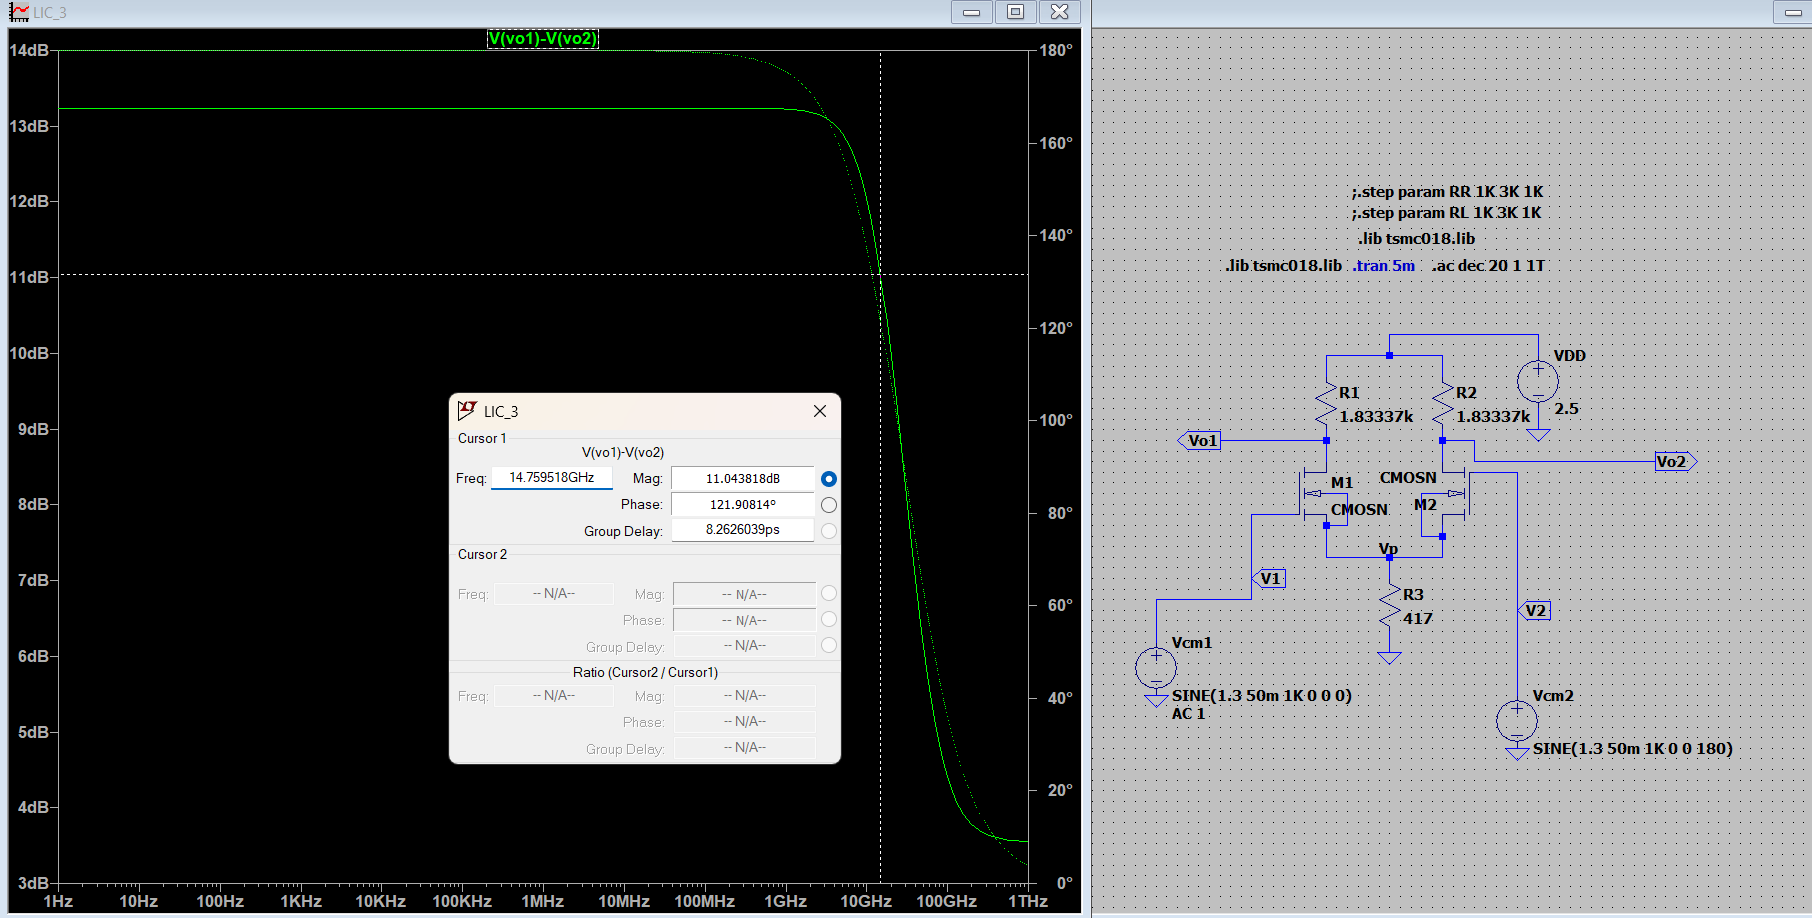 LIC_3
V(vo1)-V(vo2)
14dB
13dB
12dB
11dB
10dB
9dB
8dB
7dB
6dB
5dB
4dB
3dB
180°
160°
140°
120°
100°
80°
60°
40°
20°
0°
1Hz 10Hz 100Hz 1KHz 10KHz 100KHz 1MHz 10MHz 100MHz 1GHz 10GHz 100GHz 1THz
LIC_3
Cursor 1
V(vo1)-V(vo2)
Freq: 14.759518GHz Mag: 11.043818dB
Phase: 121.90814°
Group Delay: 8.2626039ps
Cursor 2
Freq: -- N/A-- Mag: -- N/A--
Phase: -- N/A--
Group Delay: -- N/A--
Ratio (Cursor2 / Cursor1)
Freq: -- N/A-- Mag: -- N/A--
Phase: -- N/A--
Group Delay: -- N/A--
;.step param RR 1K 3K 1K
;.step param RL 1K 3K 1K
.lib tsmc018.lib
.lib tsmc018.lib .tran 5m .ac dec 20 1 1T
VDD
2.5
R1
1.83337k
R2
1.83337k
Vo1
Vo2
M1
CMOSN
CMOSN
M2
Vp
V1
R3
417
V2
Vcm1
SINE(1.3 50m 1K 0 0 0)
AC 1
Vcm2
SINE(1.3 50m 1K 0 0 180)